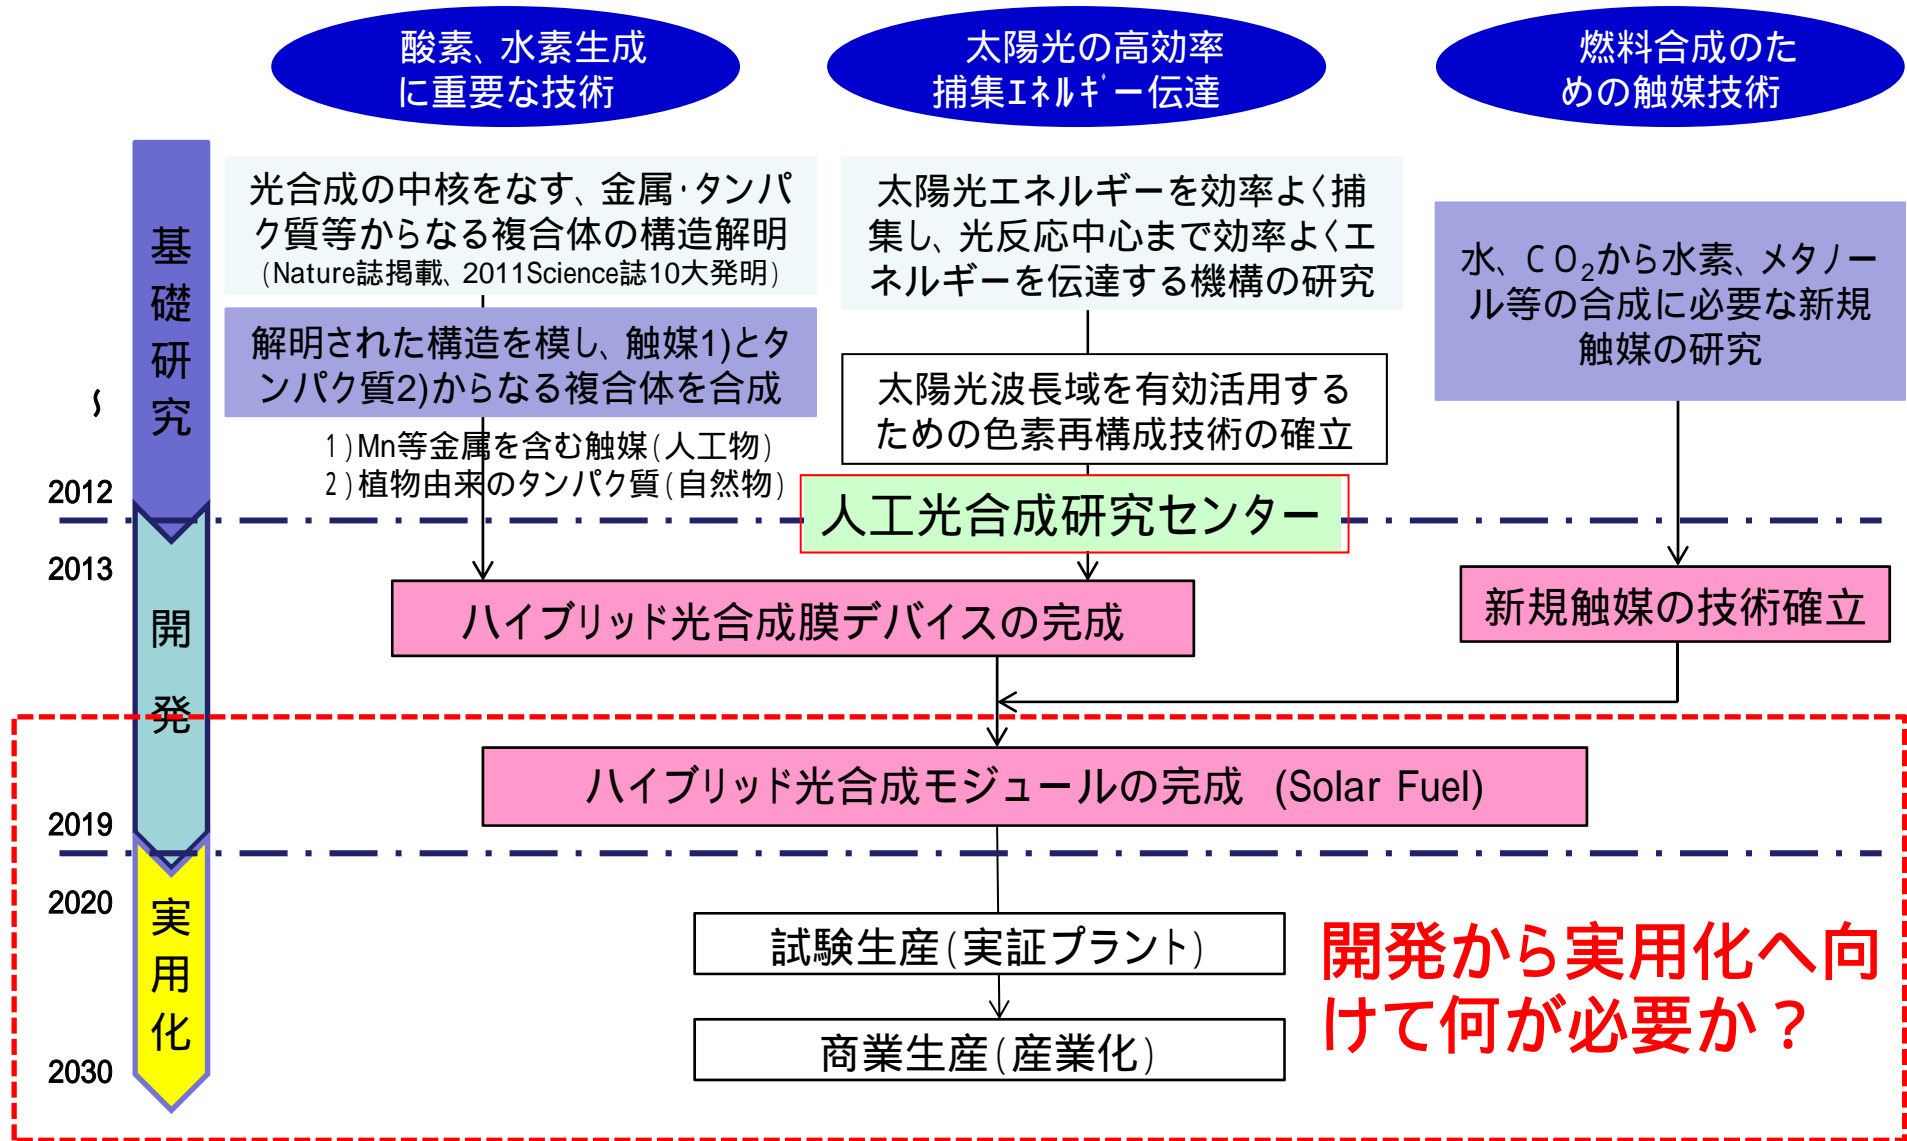 酸素、水素生成
に重要な技術
太陽光の高効率
捕集ｴﾈﾙｷﾞー伝達
燃料合成のた
めの触媒技術
基礎研究
光合成の中核をなす、金属・タンパ
ク質等からなる複合体の構造解明
(Nature誌掲載、2011Science誌10大発明)
太陽光エネルギーを効率よく捕
集し、光反応中心まで効率よくエ
ネルギーを伝達する機構の研究
水、CO₂から水素、メタノー
ル等の合成に必要な新規
触媒の研究
解明された構造を模し、触媒1)とタ
ンパク質2)からなる複合体を合成
太陽光波長域を有効活用する
ための色素再構成技術の確立
～
1)Mn等金属を含む触媒(人工物)
2)植物由来のタンパク質(自然物)
2012
人工光合成研究センター
2013
開発
ハイブリッド光合成膜デバイスの完成
新規触媒の技術確立
ハイブリッド光合成モジュールの完成 (Solar Fuel)
2019
2020
実用化
試験生産(実証プラント)
開発から実用化へ向
けて何が必要か？
商業生産(産業化)
2030